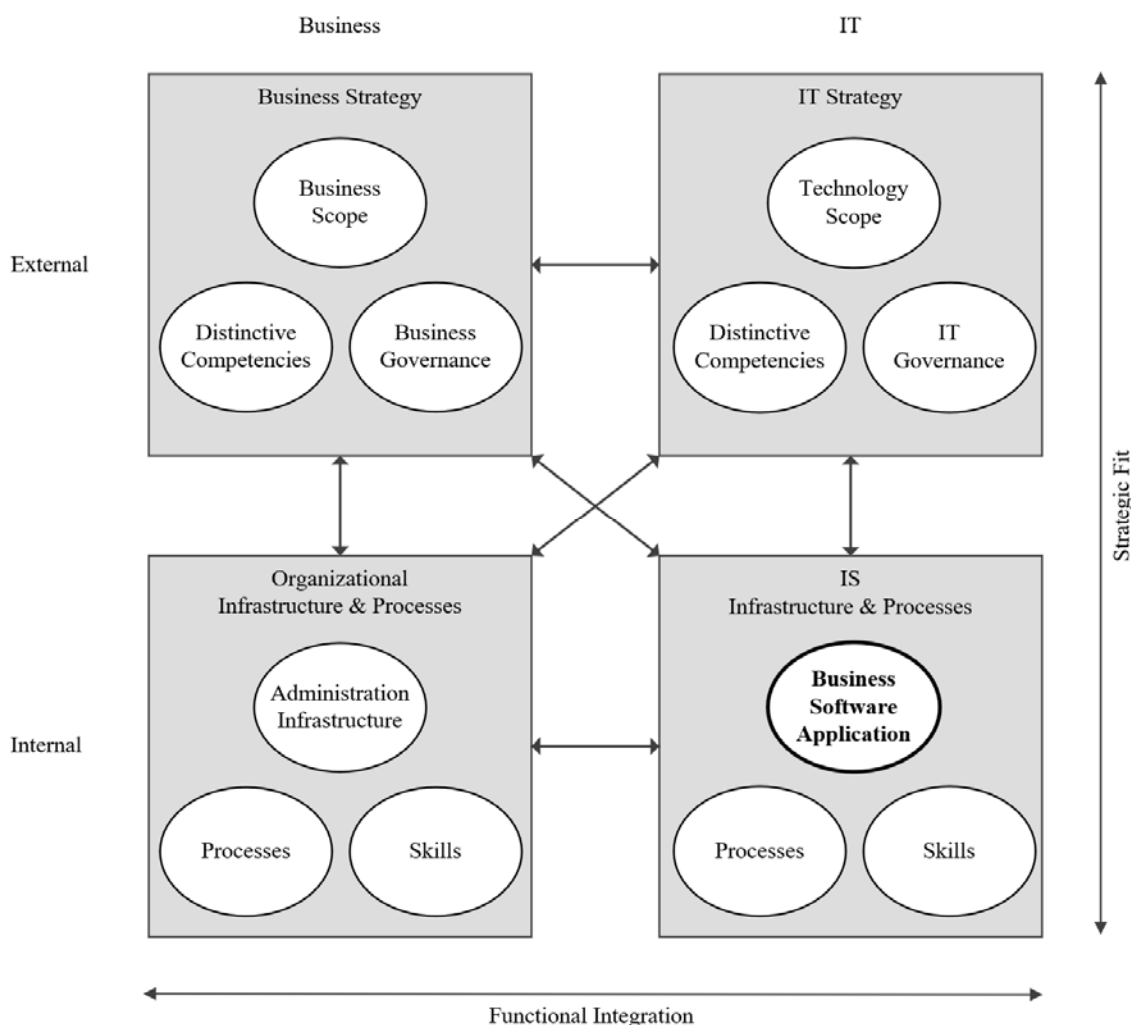 Business
IT
Business Strategy
IT Strategy
Business
Scope
Technology
Scope
External
Distinctive
Competencies
Business
Governance
Distinctive
Competencies
IT
Governance
Strategic Fit
Organizational
Infrastructure & Processes
IS
Infrastructure & Processes
Administration
Infrastructure
Business
Software
Application
Internal
Processes
Skills
Processes
Skills
Functional Integration